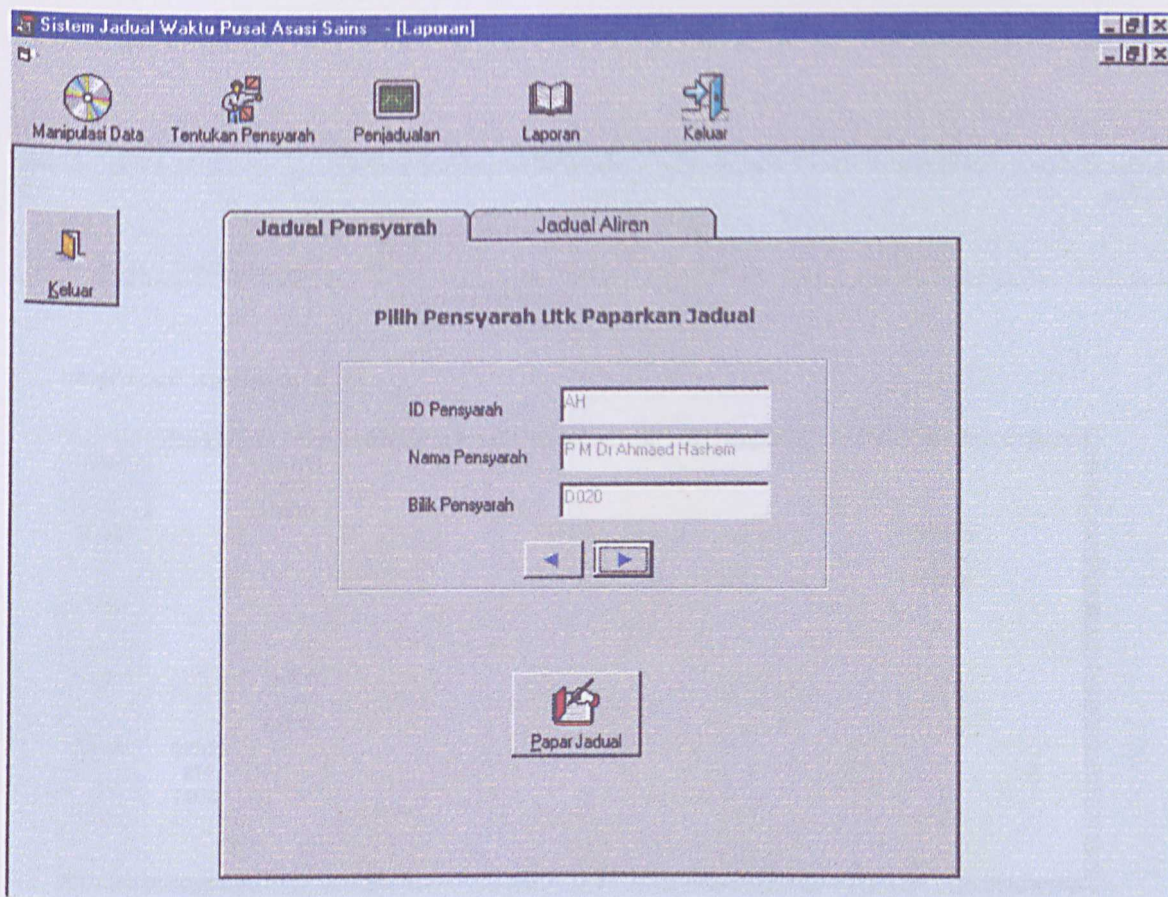 Sistem Jadual Waktu Pusat Asasi Sains - [Laporan]
Manipulasi Data Tentukan Pensyarah Penjadualan Laporan Keluar
Keluar
Jadual Pensyarah Jadual Aliran
Pilih Pensyarah Utk Paparkan Jadual
ID Pensyarah AH
Nama Pensyarah P M Dr Ahmaed Hashem
Bilik Pensyarah D020
Papar Jadual